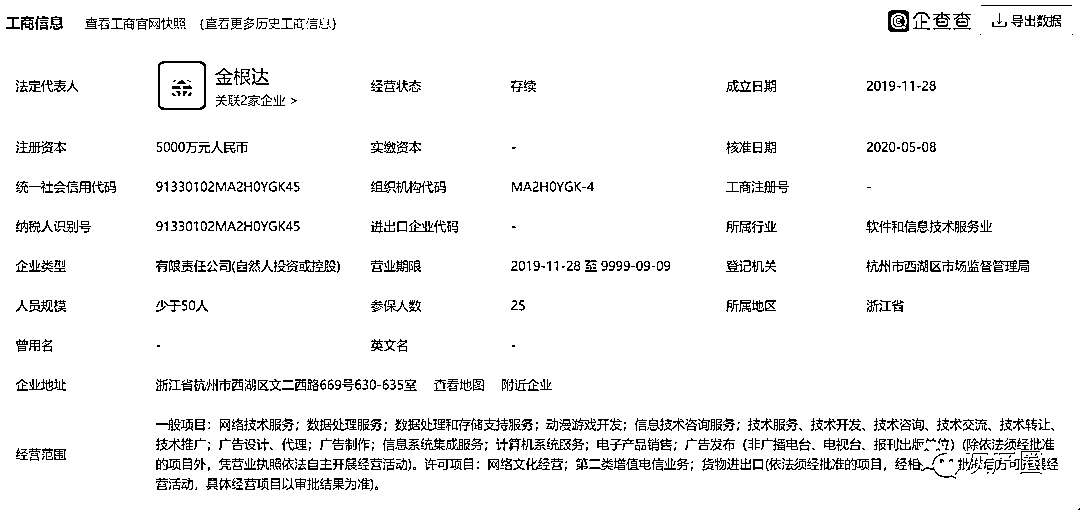 工商信息 查看工商官网快照 (查看更多历史工商信息) 企查查 导出数据
法定代表人 金 金根达 经营状态 存续 成立日期 2019-11-28
关联2家企业 >
注册资本 5000万元人民币 实缴资本 - 核准日期 2020-05-08
统一社会信用代码 91330102MA2H0YGK45 组织机构代码 MA2H0YGK-4 工商注册号 -
纳税人识别号 91330102MA2H0YGK45 进出口企业代码 - 所属行业 软件和信息技术服务业
企业类型 有限责任公司(自然人投资或控股) 营业期限 2019-11-28 至 9999-09-09 登记机关 杭州市西湖区市场监督管理局
人员规模 少于50人 参保人数 25 所属地区 浙江省
曾用名 - 英文名 -
企业地址 浙江省杭州市西湖区文二西路669号630-635室 查看地图 附近企业
经营范围 一般项目：网络技术服务；数据处理服务；数据处理和存储支持服务；动漫游戏开发；信息技术咨询服务；技术服务、技术开发、技术咨询、技术交流、技术转让、
技术推广；广告设计、代理；广告制作；信息系统集成服务；计算机系统服务；电子产品销售；广告发布（非广播电台、电视台、报刊出版单位）(除依法须经批准
的项目外，凭营业执照依法自主开展经营活动)。许可项目：网络文化经营；第二类增值电信业务；货物进出口(依法须经批准的项目，经相 批 后方可开展经
营活动，具体经营项目以审批结果为准)。